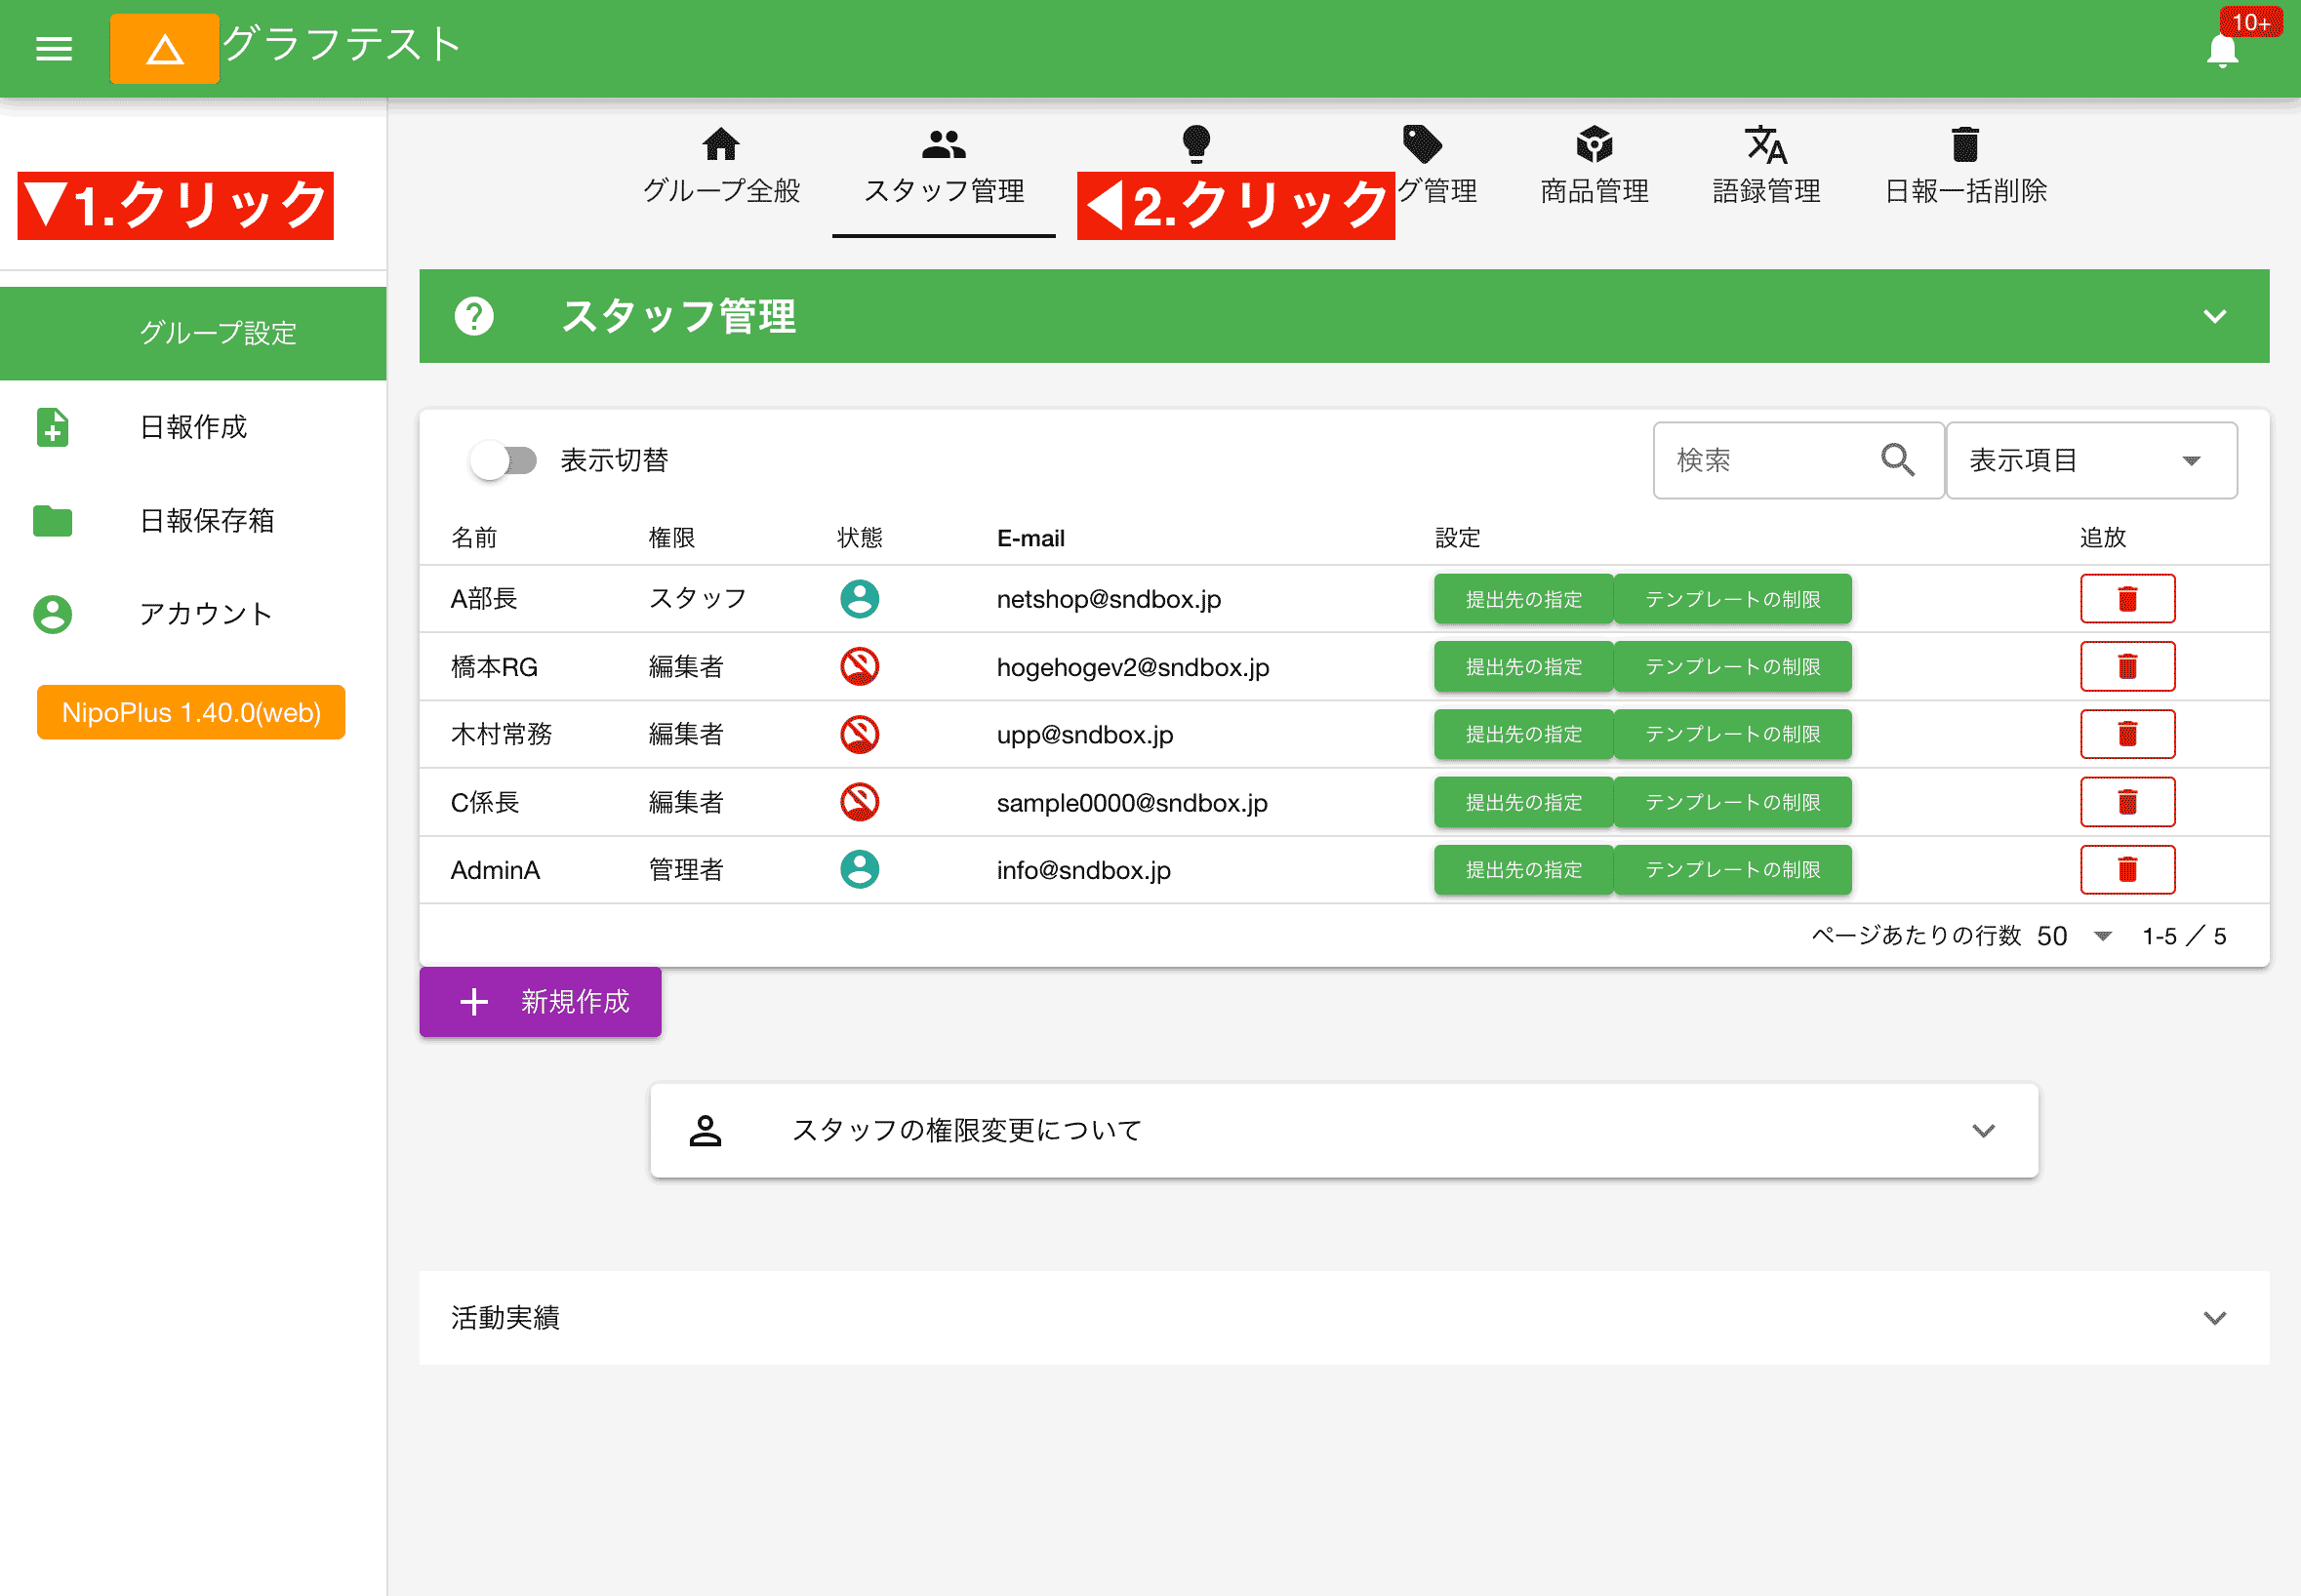 グラフテスト
10+
▼1.クリック
グループ全般
スタッフ管理
◀2.クリック
グ管理
商品管理
語録管理
日報一括削除
グループ設定
日報作成
日報保存箱
アカウント
NipoPlus 1.40.0(web)
スタッフ管理
表示切替
検索
表示項目
名前 権限 状態 E-mail 設定 追放
A部長 スタッフ netshop@sndbox.jp 提出先の指定 テンプレートの制限
橋本RG 編集者 hogehogev2@sndbox.jp 提出先の指定 テンプレートの制限
木村常務 編集者 upp@sndbox.jp 提出先の指定 テンプレートの制限
C係長 編集者 sample0000@sndbox.jp 提出先の指定 テンプレートの制限
AdminA 管理者 info@sndbox.jp 提出先の指定 テンプレートの制限
ページあたりの行数 50 1-5 ／ 5
新規作成
スタッフの権限変更について
活動実績